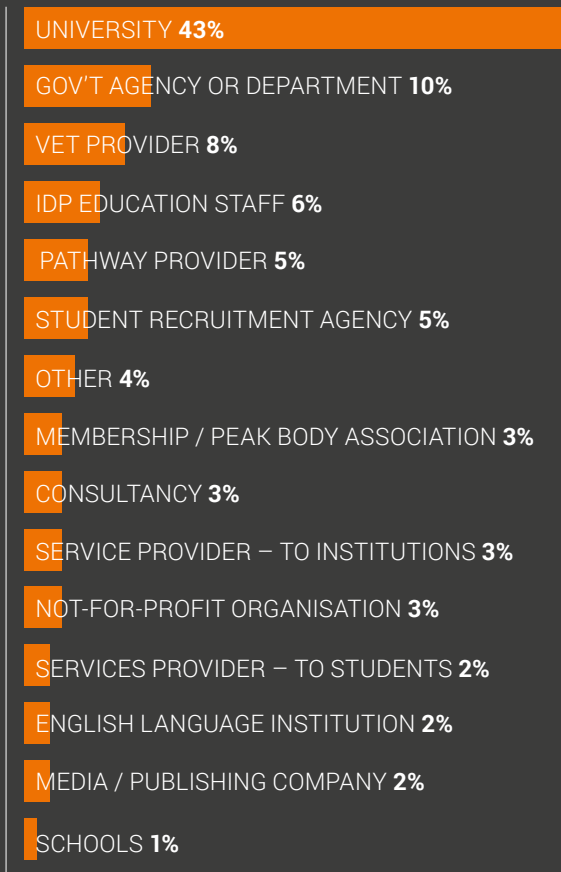 UNIVERSITY 43%
GOV'T AGENCY OR DEPARTMENT 10%
VET PROVIDER 8%
IDP EDUCATION STAFF 6%
PATHWAY PROVIDER 5%
STUDENT RECRUITMENT AGENCY 5%
OTHER 4%
MEMBERSHIP / PEAK BODY ASSOCIATION 3%
CONSULTANCY 3%
SERVICE PROVIDER – TO INSTITUTIONS 3%
NOT-FOR-PROFIT ORGANISATION 3%
SERVICES PROVIDER – TO STUDENTS 2%
ENGLISH LANGUAGE INSTITUTION 2%
MEDIA / PUBLISHING COMPANY 2%
SCHOOLS 1%